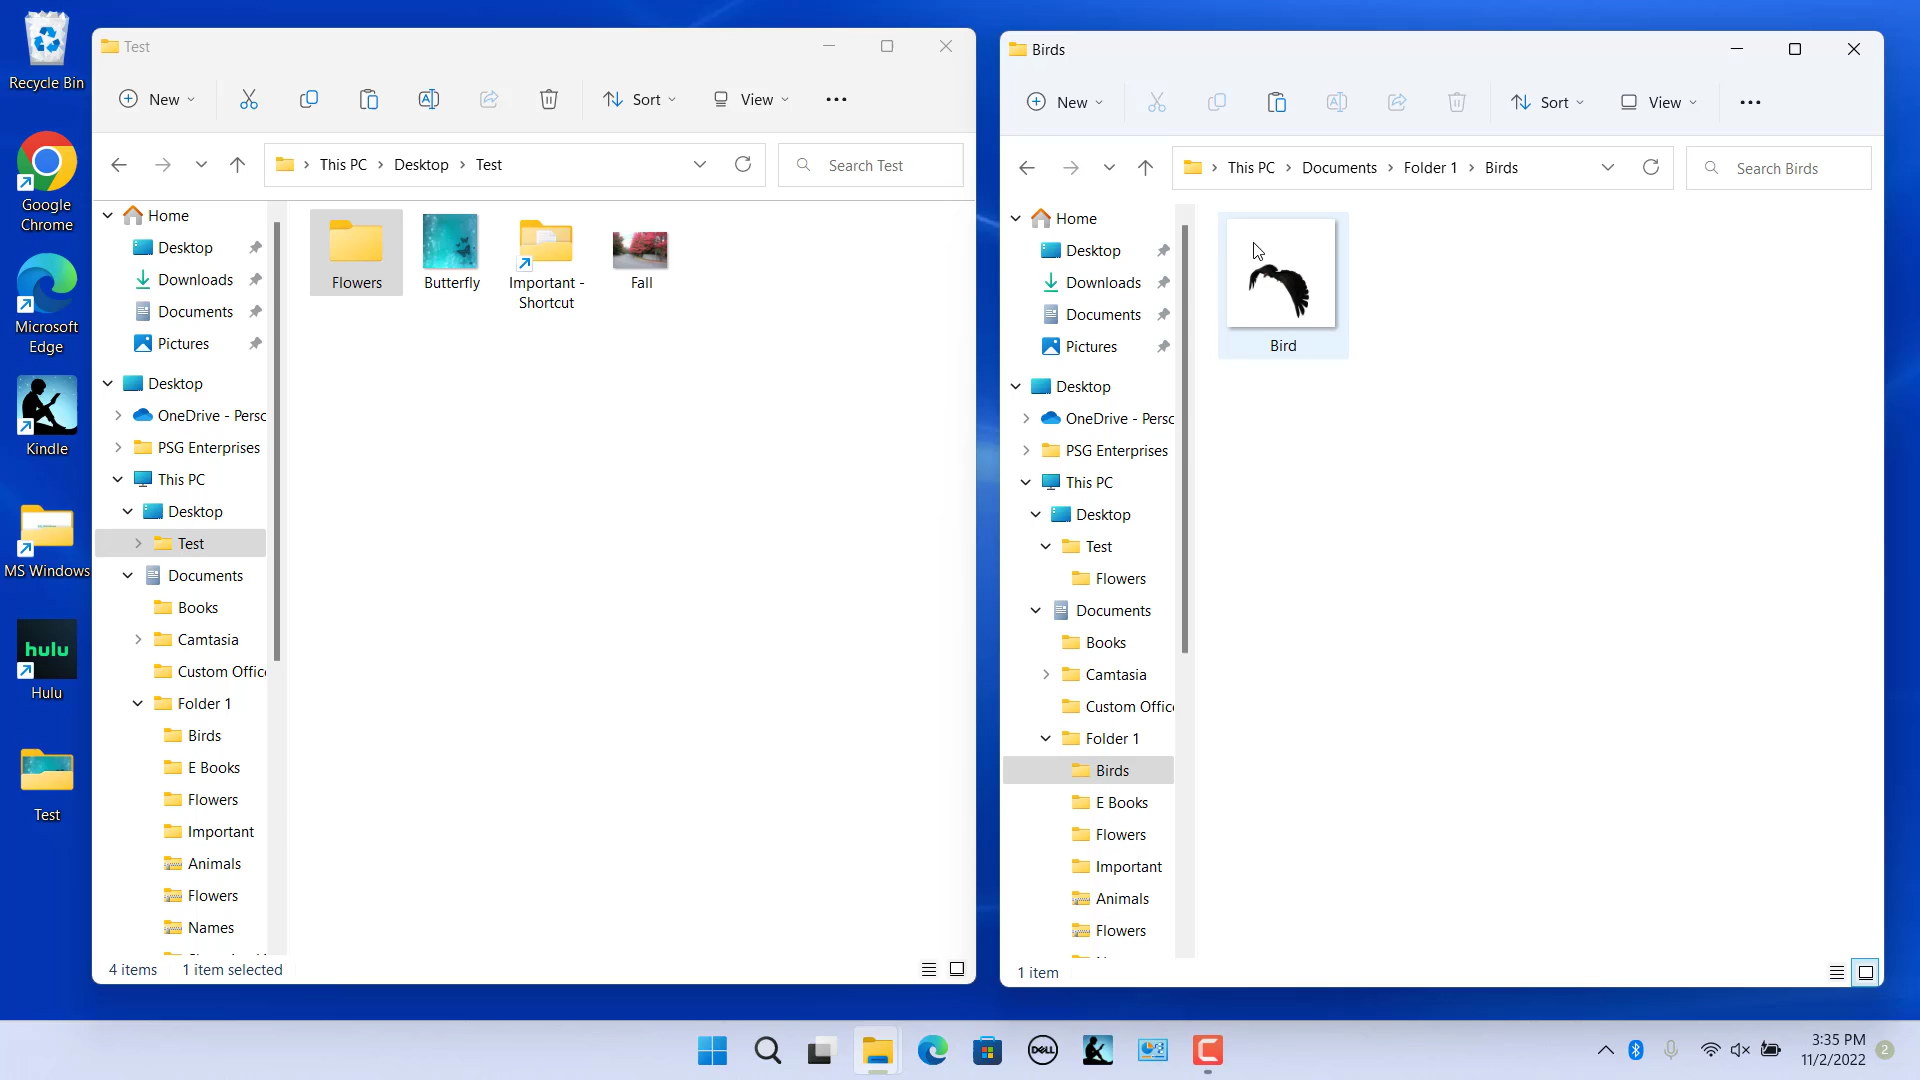 Recycle Bin
Google
Chrome
Microsoft
Edge
Kindle
MS Windows
hulu
Hulu
Test
Test
New
Sort
View
This PC
Desktop
Test
Search Test
Home
Desktop
Downloads
Documents
Pictures
Desktop
OneDrive - Perso
PSG Enterprises
This PC
Desktop
Test
Documents
Books
Camtasia
Custom Offic
Folder 1
Birds
E Books
Flowers
Important
Animals
Flowers
Names
Flowers
Butterfly
Important -
Shortcut
Fall
4 items
1 item selected
Birds
New
Sort
View
This PC
Documents
Folder 1
Birds
Search Birds
Home
Desktop
Downloads
Documents
Pictures
Desktop
OneDrive - Perso
PSG Enterprises
This PC
Desktop
Test
Flowers
Documents
Books
Camtasia
Custom Office
Folder 1
Birds
E Books
Flowers
Important
Animals
Flowers
Bird
1 item
DELL
3:35 PM
11/2/2022
2